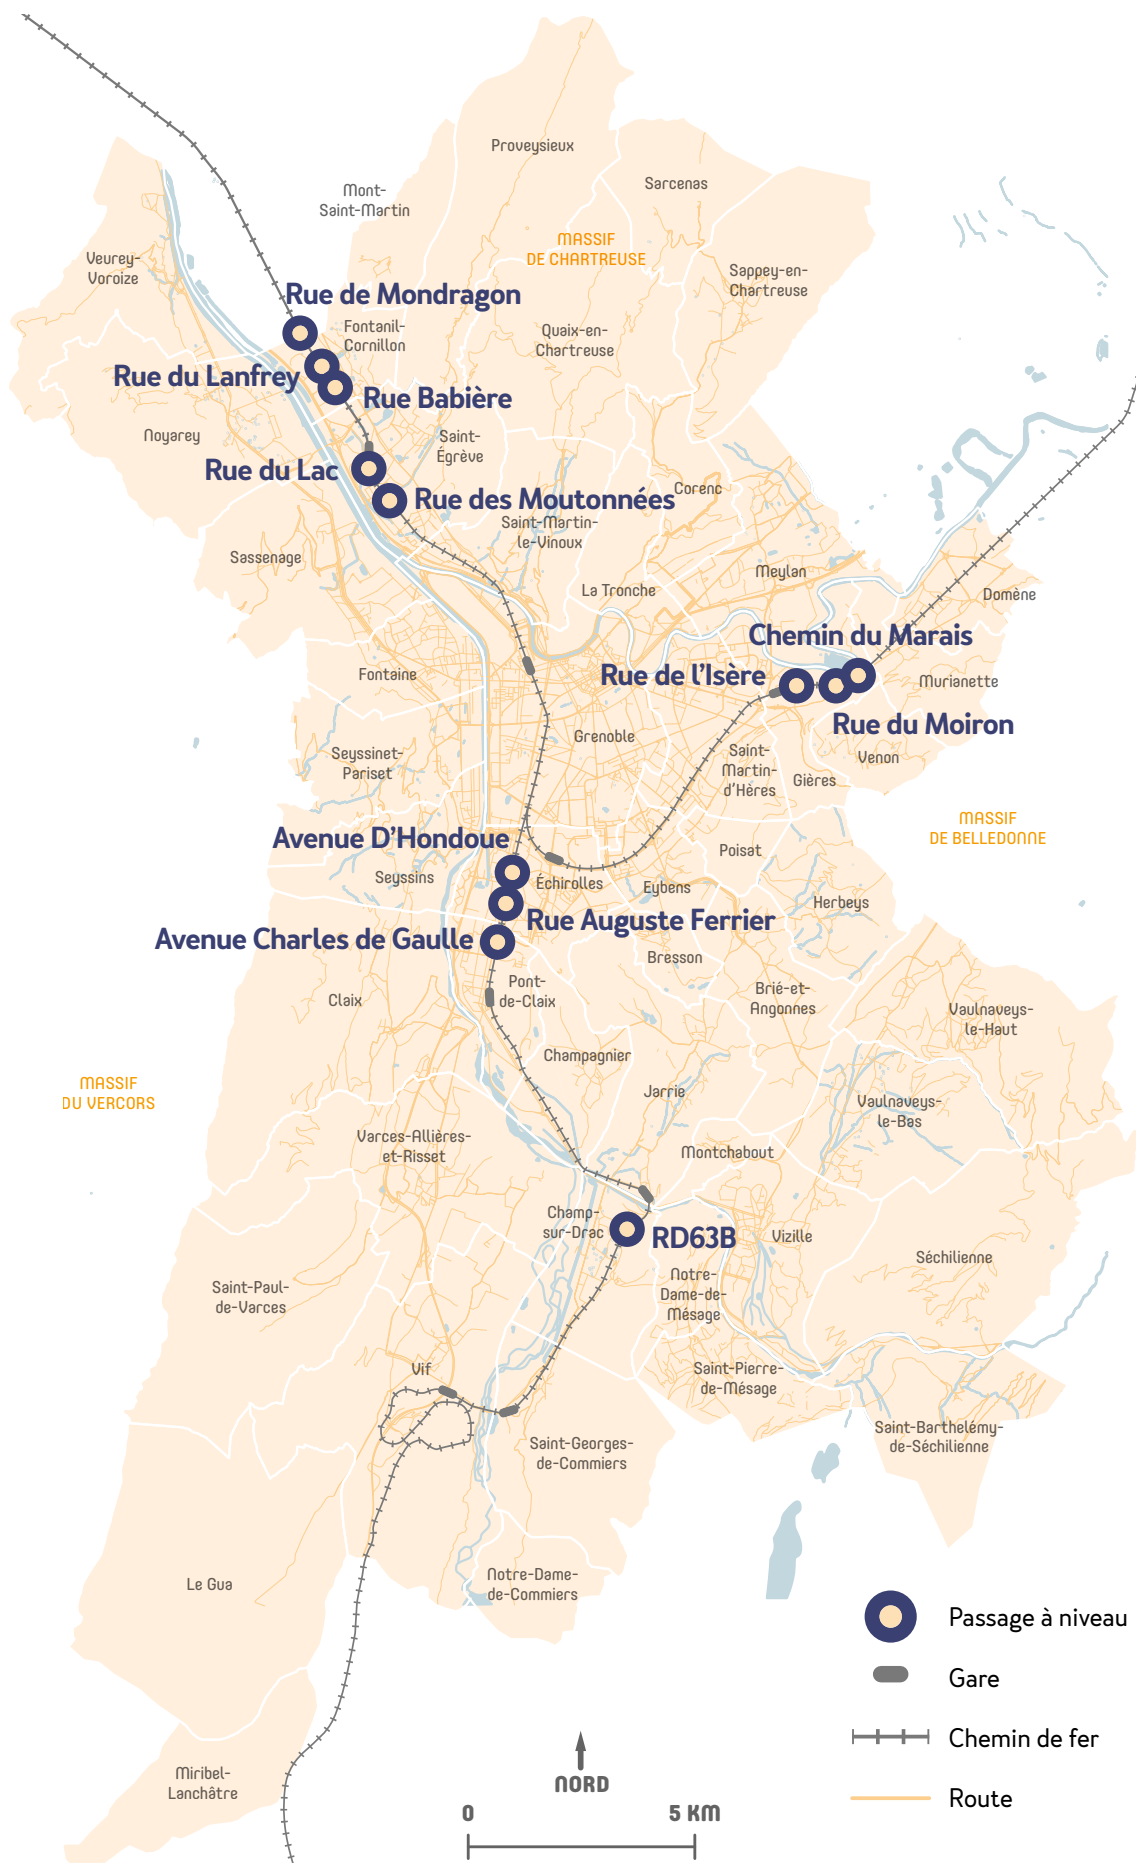 Proveysieux
Sarcenas
Mont-
Saint-Martin
MASSIF
DE CHARTREUSE
Veurey-
Voroize
Sappey-en-
Chartreuse
Rue de Mondragon
Fontanil-
Cornillon
Quaix-en-
Chartreuse
Rue du Lanfrey
Rue Babière
Noyarey
Saint-
Égrève
Rue du Lac
Rue des Moutonnées
Corenc
Saint-Martin-
le-Vinoux
Sassenage
Meylan
La Tronche
Domène
Chemin du Marais
Fontaine
Rue de l'Isère
Murianette
Rue du Moiron
Grenoble
Seyssinet-
Pariset
Saint-
Martin-
d'Hères
Venon
Gières
MASSIF
DE BELLEDONNE
Avenue D'Hondoue
Poisat
Seyssins
Échirolles
Eybens
Herbeys
Rue Auguste Ferrier
Avenue Charles de Gaulle
Bresson
Pont-
de-Claix
Claix
Brié-et-
Angonnes
Vaulnaveys-
le-Haut
Champagnier
MASSIF
DU VERCORS
Jarrie
Vaulnaveys-
le-Bas
Varces-Allières-
et-Risset
Montchabout
Champ-
sur-Drac
RD63B
Vizille
Séchilienne
Saint-Paul-
de-Varces
Notre-
Dame-de-
Mésage
Vif
Saint-Pierre-
de-Mésage
Saint-Barthelémy-
de-Séchilienne
Saint-Georges-
de-Commiers
Le Gua
Notre-Dame-
de-Commiers
Passage à niveau
Gare
Chemin de fer
Route
Miribel-
Lanchâtre
NORD
0 5 KM